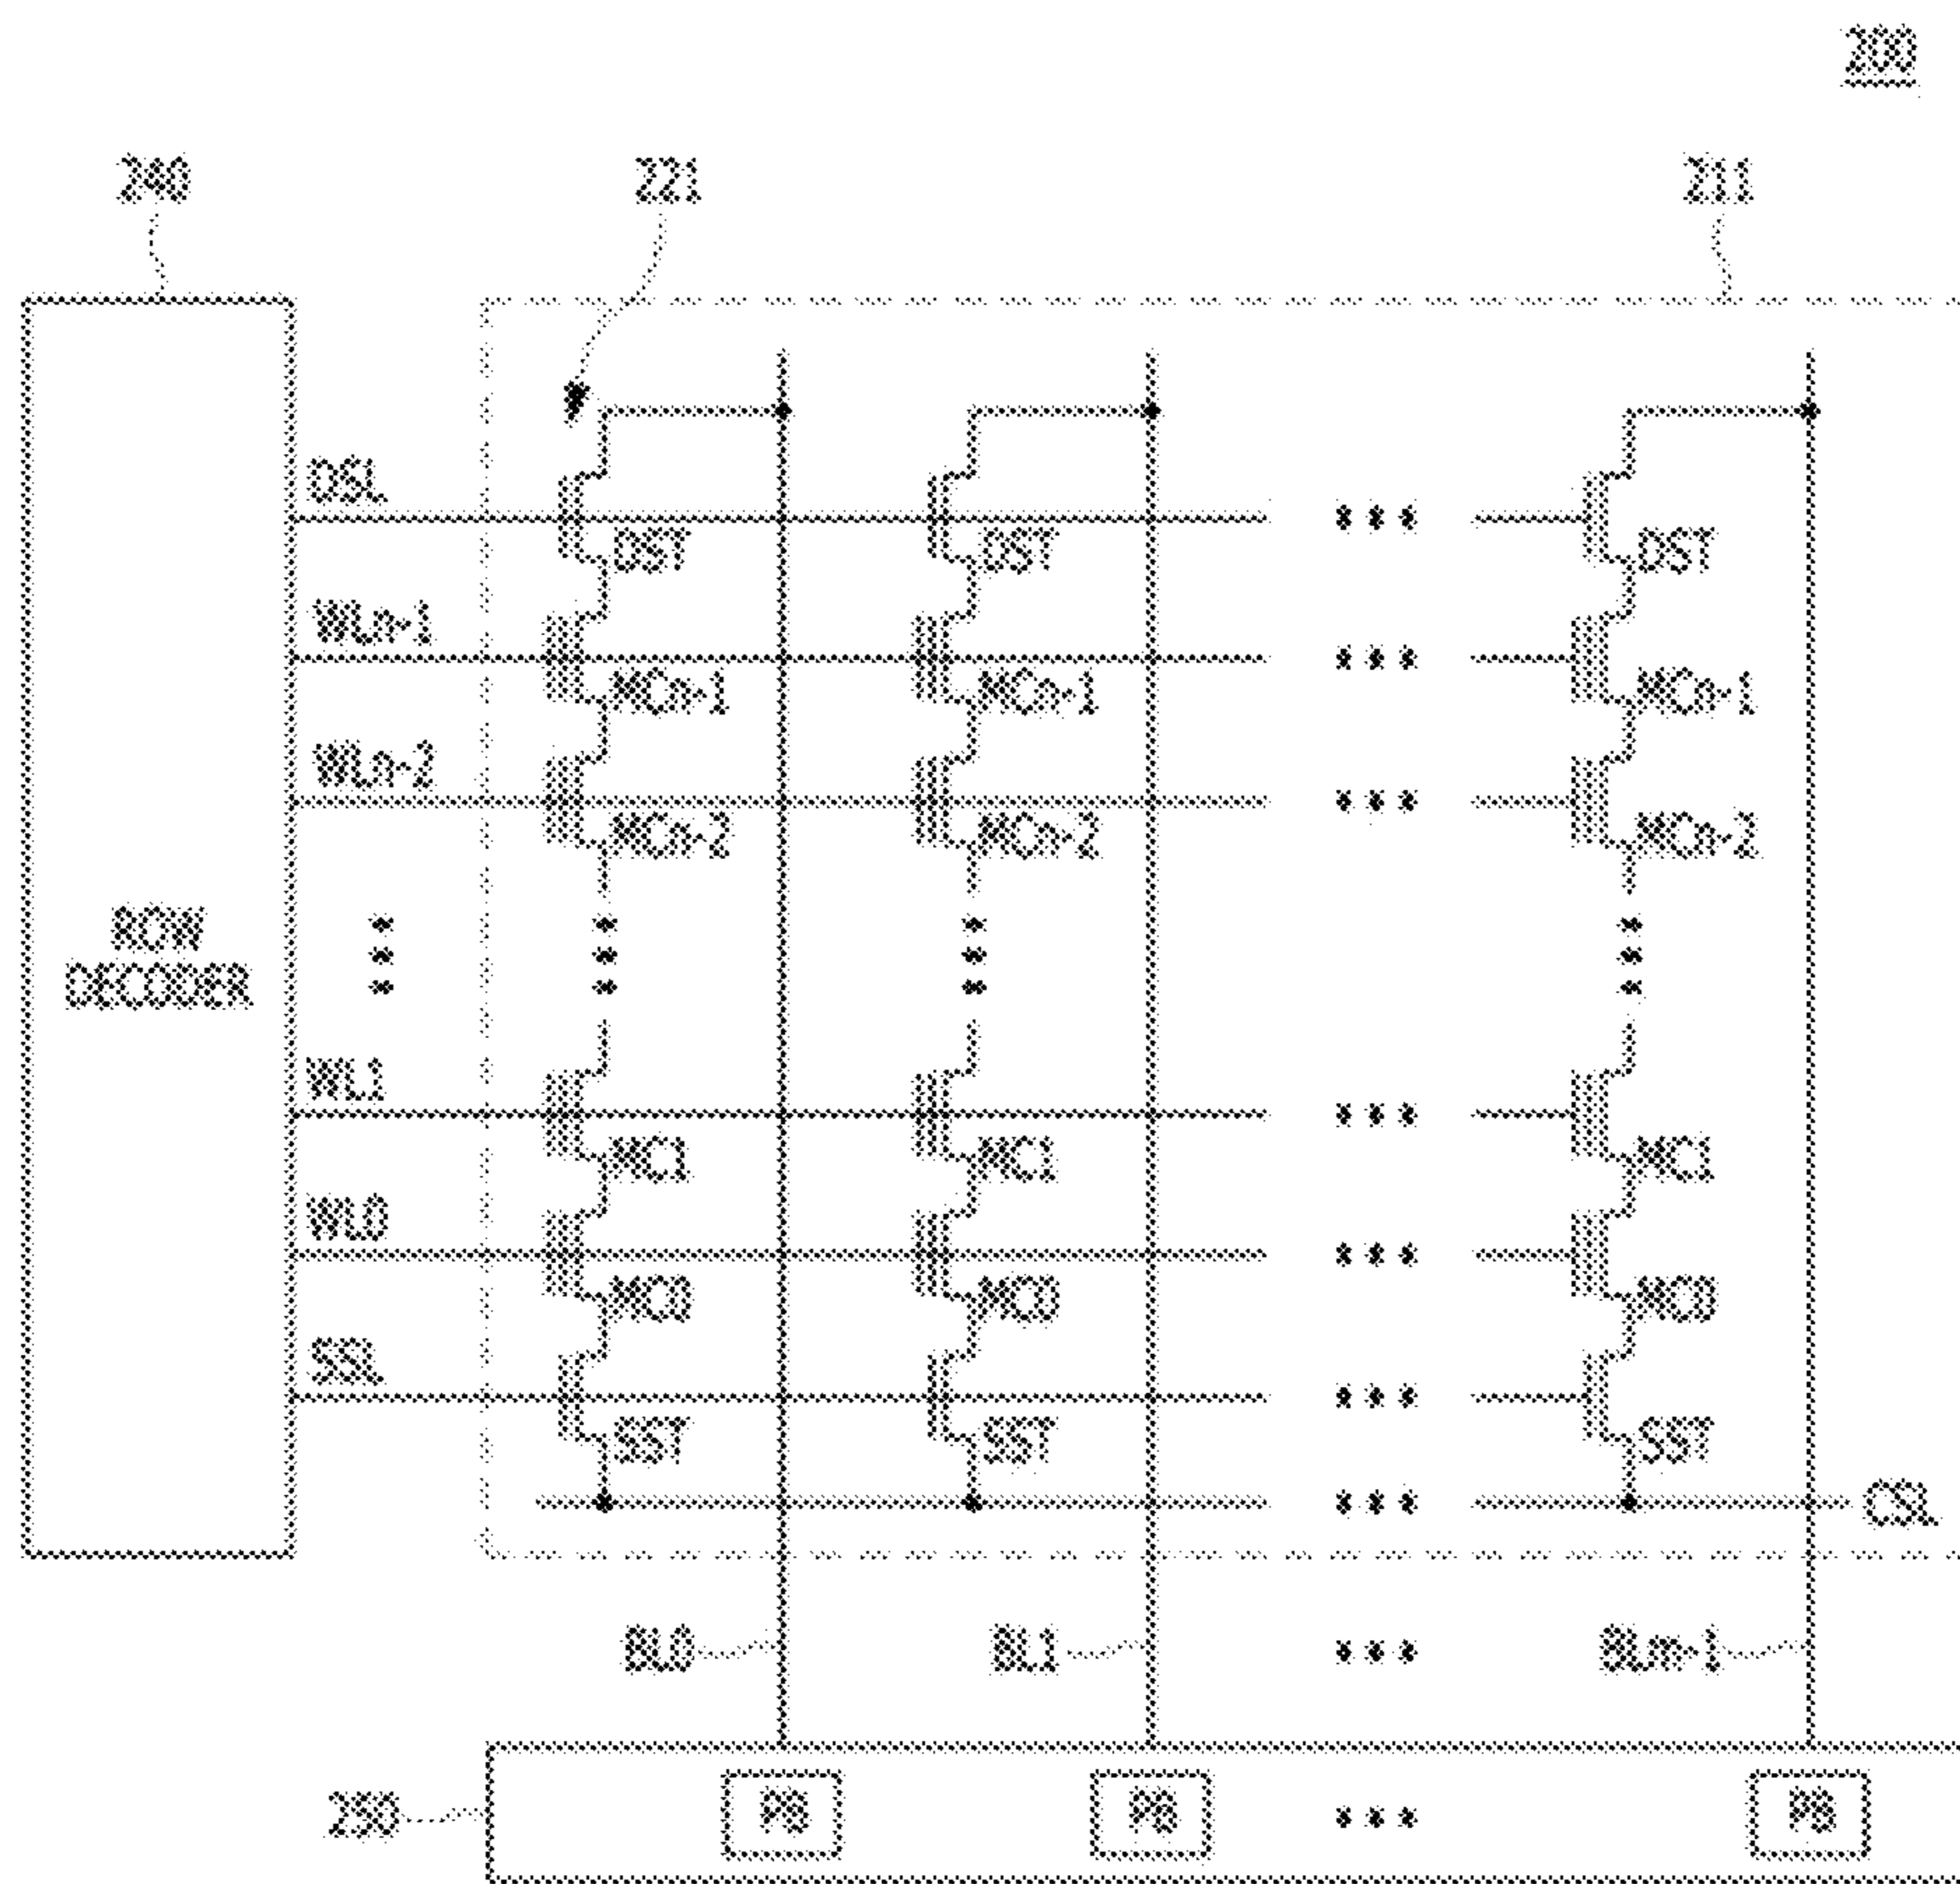 200
240 221 211
DSL
DST DST DST
WLn-1
MCn-1 MCn-1 MCn-1
WLn-2
MCn-2 MCn-2 MCn-2
ROW
DECODER
WL1
MC1 MC1 MC1
WL0
MC0 MC0 MC0
SSL
SST SST SST
CSL
BL0 BL1 BLm-1
250 PB PB PB